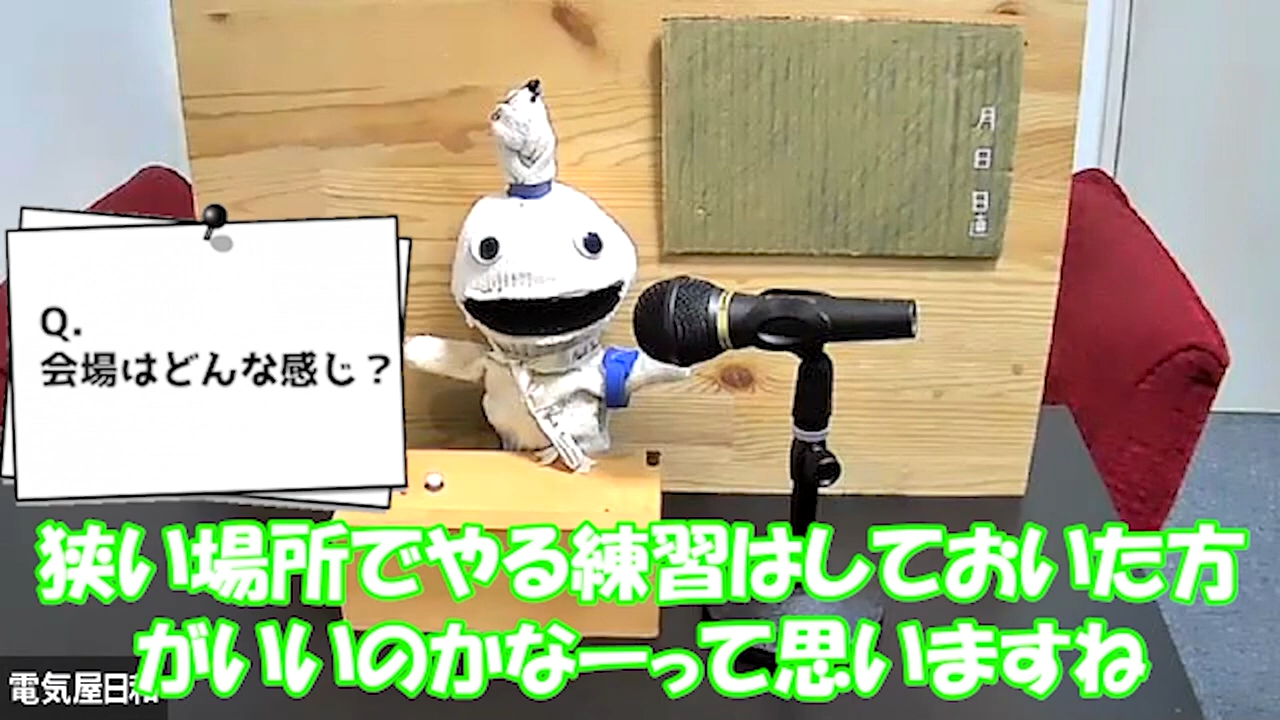 月
日
Q.
会場はどんな感じ？
狭い場所でやる練習はしておいた方
がいいのかなーって思いますね
電気屋日和